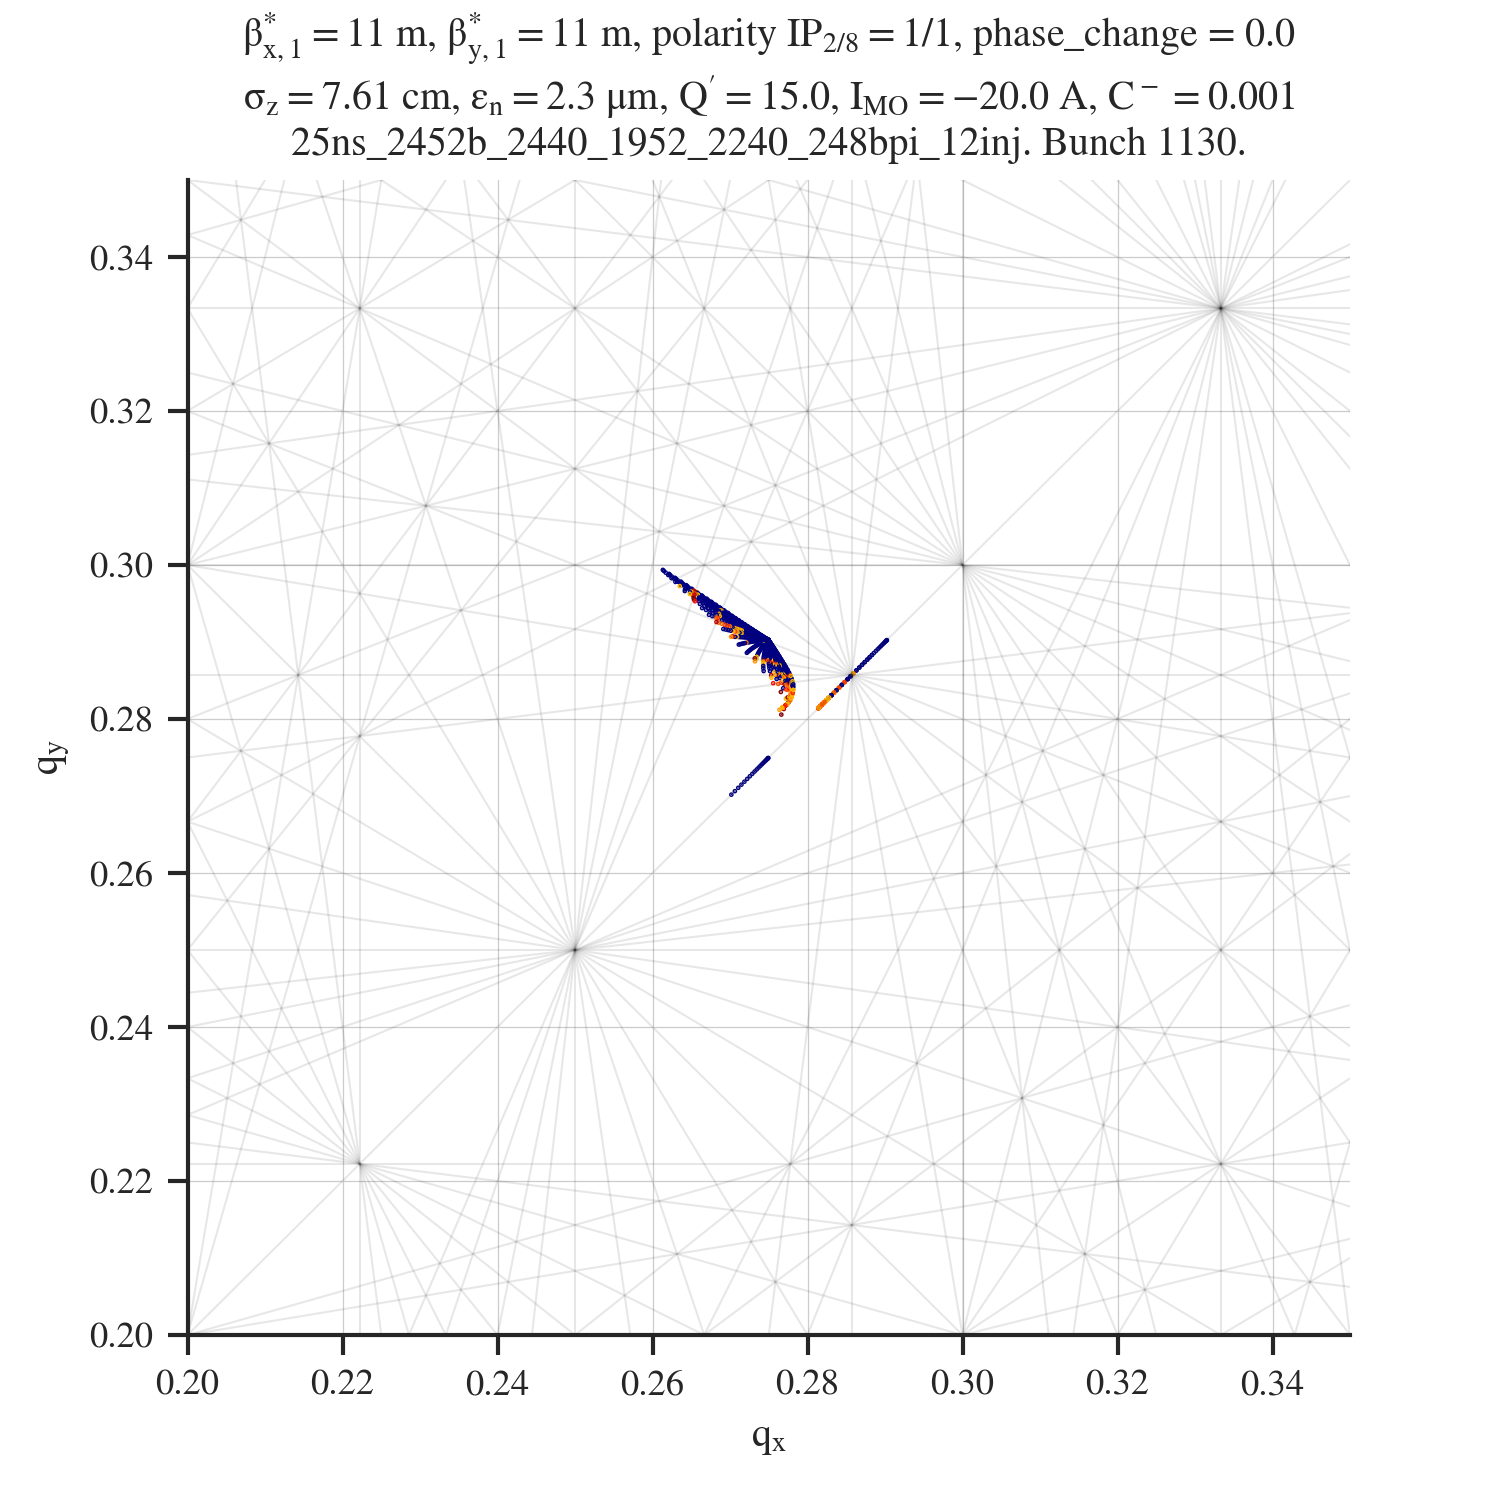 β*x, 1 = 11 m, β*y, 1 = 11 m, polarity IP2/8 = 1/1, phase_change = 0.0
σz = 7.61 cm, εn = 2.3 μm, Q′ = 15.0, IMO = −20.0 A, C− = 0.001
25ns_2452b_2440_1952_2240_248bpi_12inj. Bunch 1130.
0.34
0.32
0.30
0.28
0.26
0.24
0.22
0.20
qy
0.20 0.22 0.24 0.26 0.28 0.30 0.32 0.34
qx